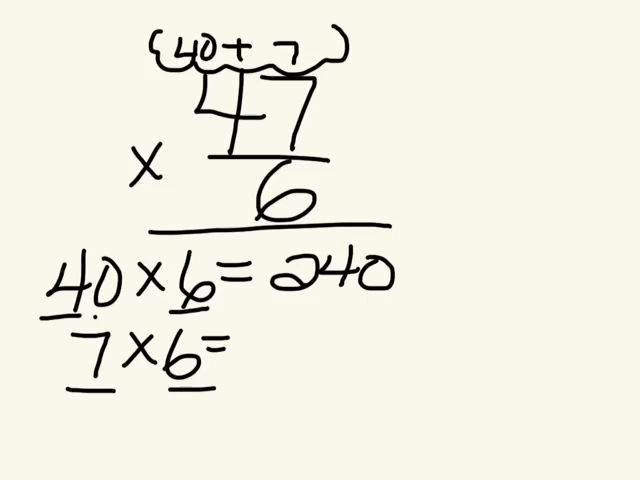 (40 + 7)
47
x 6
40 x 6 = 240
7 x 6 =